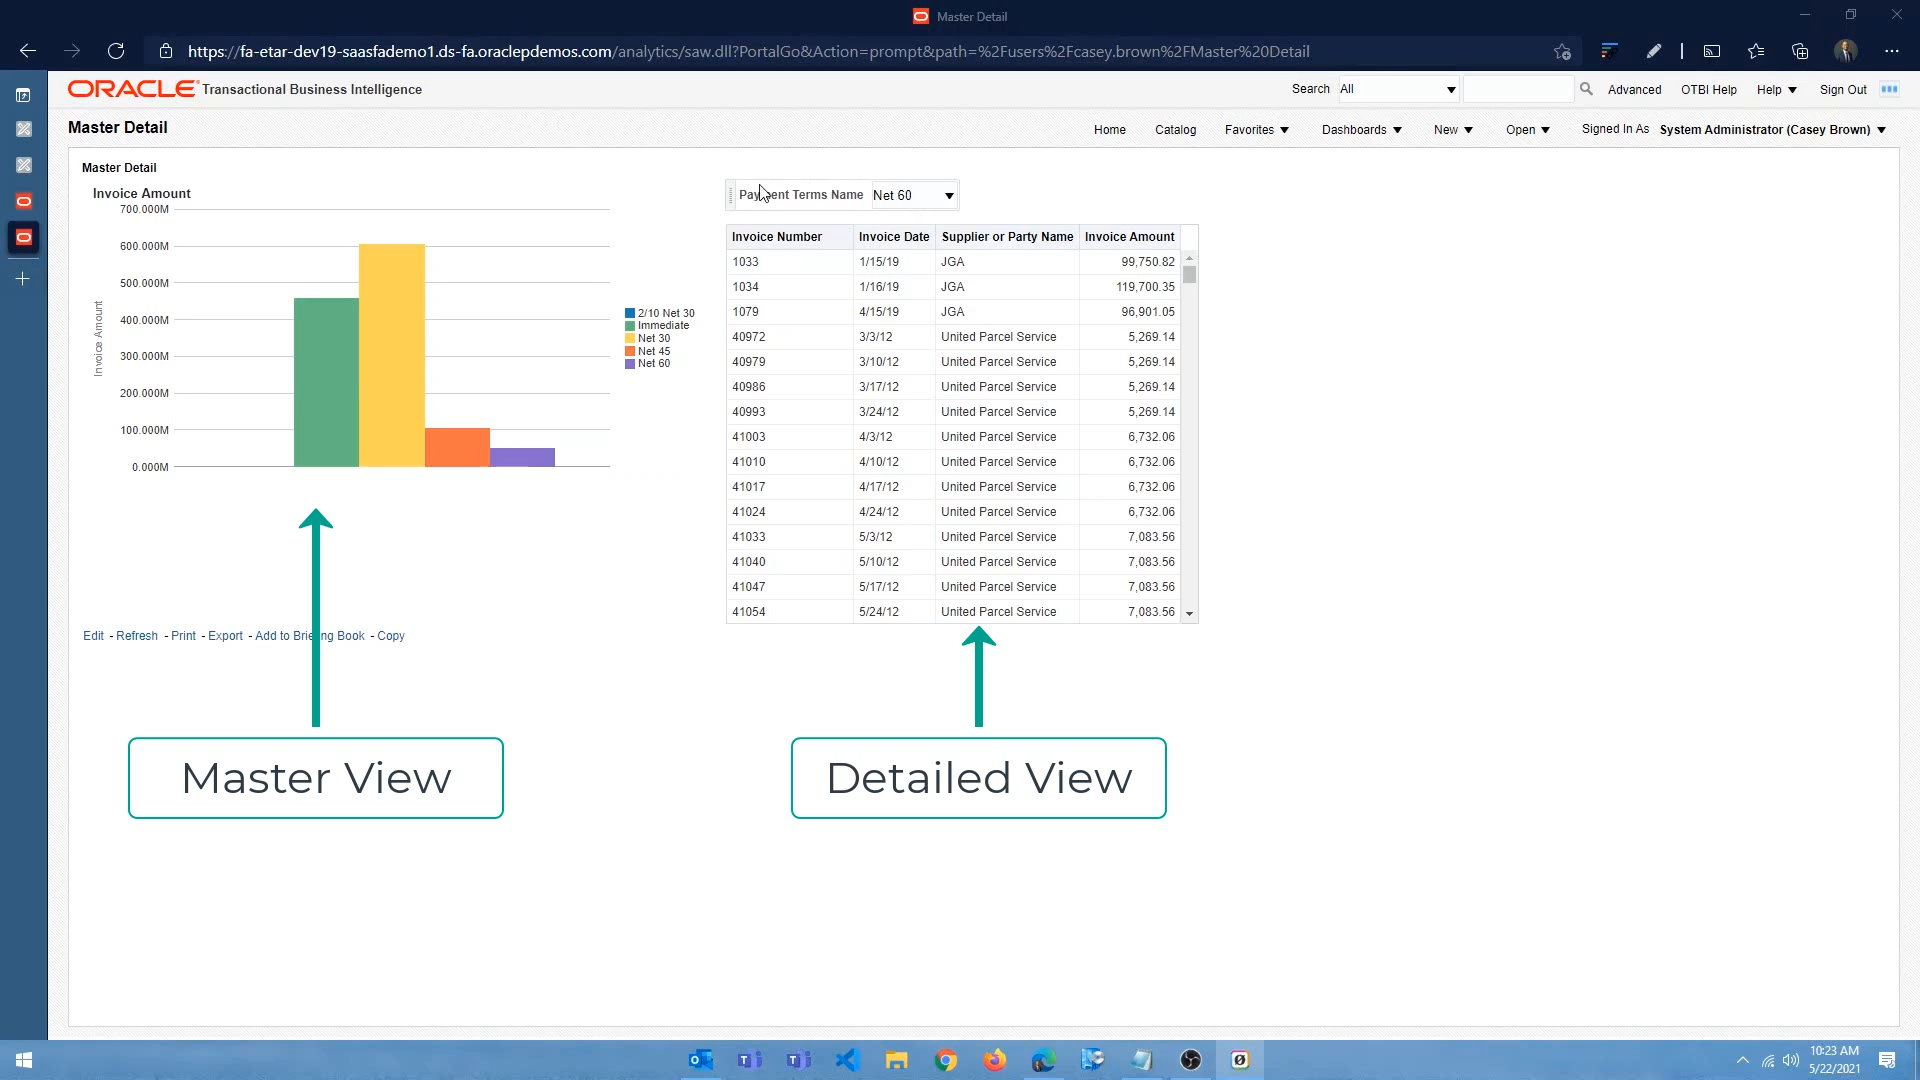 Master Detail
https://fa-etar-dev19-saasfademo1.ds-fa.oraclepdemos.com/analytics/saw.dll?PortalGo&Action=prompt&path=%2Fusers%2Fcasey.brown%2FMaster%20Detail
ORACLE Transactional Business Intelligence
Search All Advanced OTBI Help Help Sign Out
Master Detail
Home Catalog Favorites Dashboards New Open Signed In As System Administrator (Casey Brown)
Master Detail
Invoice Amount
700.000M
600.000M
500.000M
400.000M
300.000M
200.000M
100.000M
0.000M
Invoice Amount
2/10 Net 30
Immediate
Net 30
Net 45
Net 60
Payment Terms Name Net 60
Invoice Number Invoice Date Supplier or Party Name Invoice Amount
1033 1/15/19 JGA 99,750.82
1034 1/16/19 JGA 119,700.35
1079 4/15/19 JGA 96,901.05
40972 3/3/12 United Parcel Service 5,269.14
40979 3/10/12 United Parcel Service 5,269.14
40986 3/17/12 United Parcel Service 5,269.14
40993 3/24/12 United Parcel Service 5,269.14
41003 4/3/12 United Parcel Service 6,732.06
41010 4/10/12 United Parcel Service 6,732.06
41017 4/17/12 United Parcel Service 6,732.06
41024 4/24/12 United Parcel Service 6,732.06
41033 5/3/12 United Parcel Service 7,083.56
41040 5/10/12 United Parcel Service 7,083.56
41047 5/17/12 United Parcel Service 7,083.56
41054 5/24/12 United Parcel Service 7,083.56
Edit - Refresh - Print - Export - Add to Briefing Book - Copy
Master View
Detailed View
10:23 AM
5/22/2021